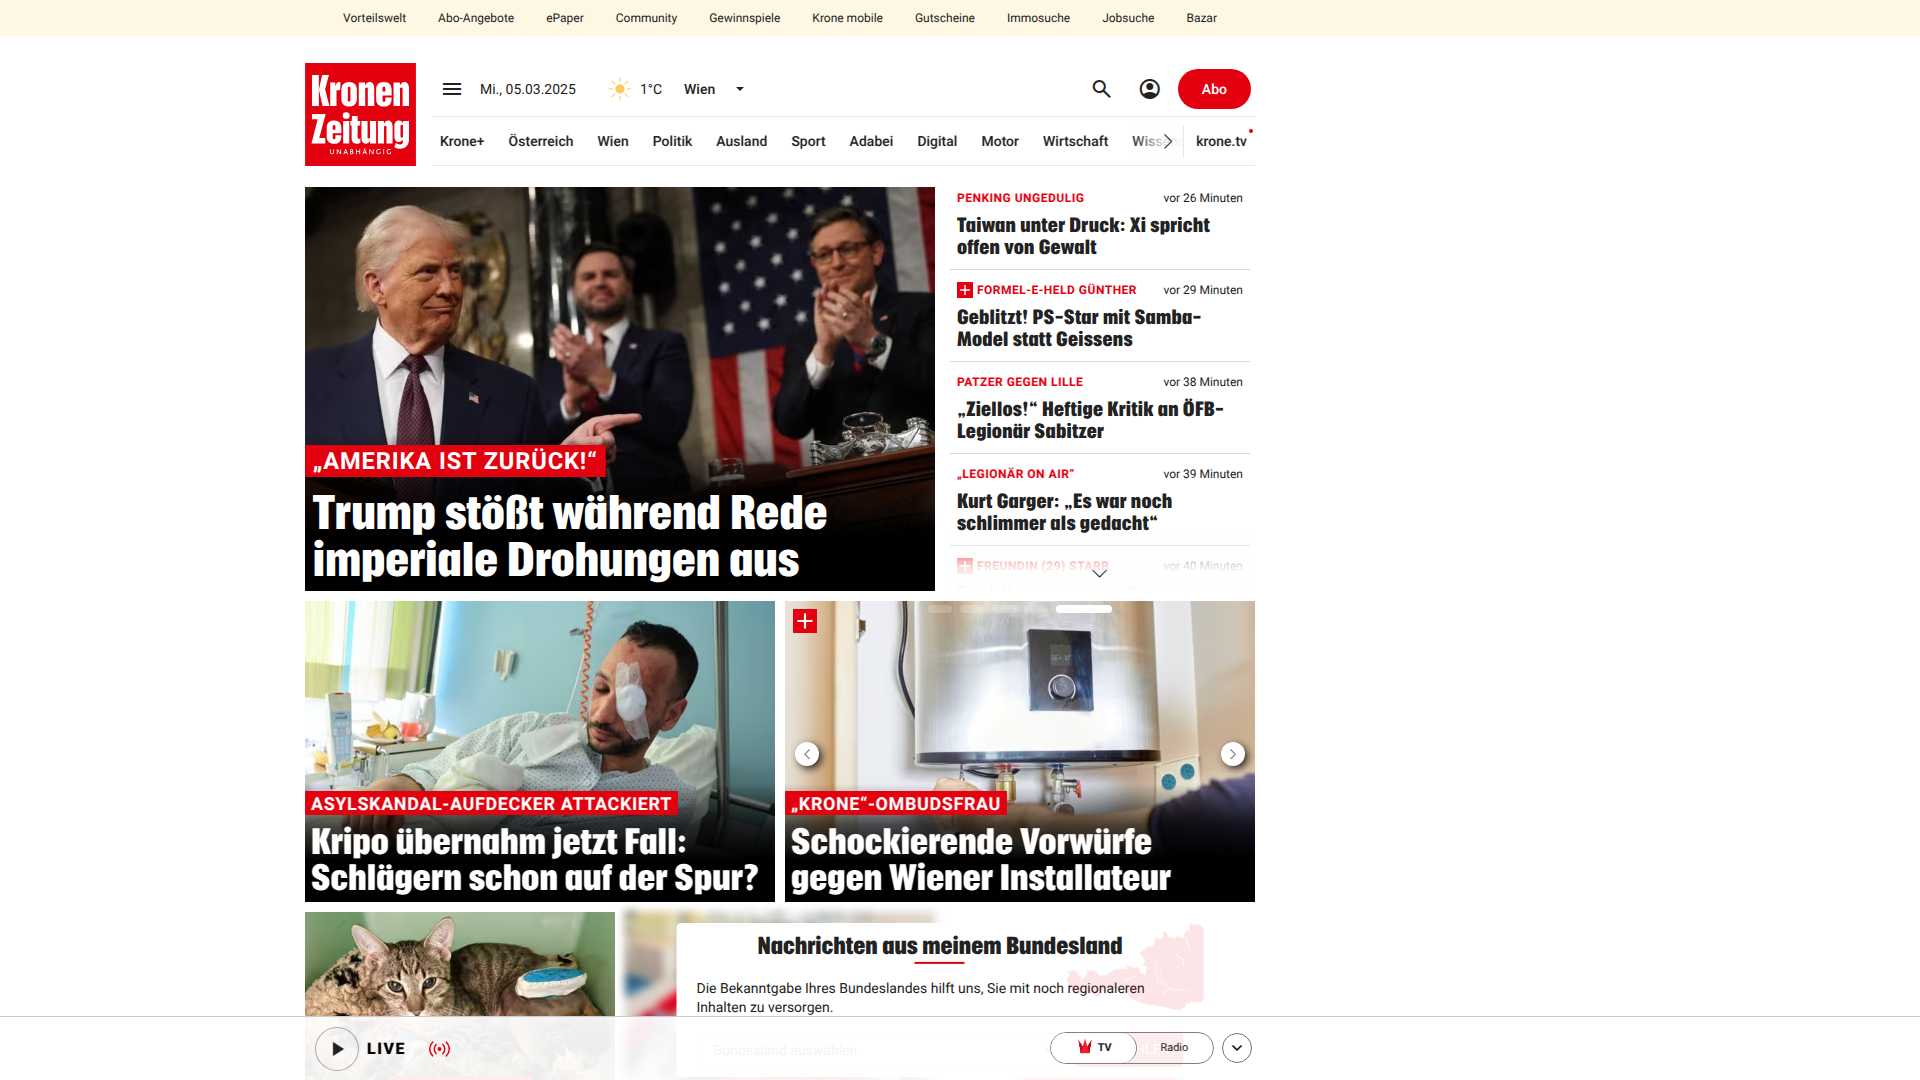 Vorteilswelt Abo-Angebote ePaper Community Gewinnspiele Krone mobile Gutscheine Immosuche Jobsuche Bazar
Kronen
Zeitung
UNABHÄNGIG
Mi., 05.03.2025 1°C Wien
Abo
Krone+ Österreich Wien Politik Ausland Sport Adabei Digital Motor Wirtschaft krone.tv
„AMERIKA IST ZURÜCK!“
Trump stößt während Rede
imperiale Drohungen aus
PENKING UNGEDULIG vor 26 Minuten
Taiwan unter Druck: Xi spricht
offen von Gewalt
FORMEL-E-HELD GÜNTHER vor 29 Minuten
Geblitzt! PS-Star mit Samba-
Model statt Geissens
PATZER GEGEN LILLE vor 38 Minuten
„Ziellos!“ Heftige Kritik an ÖFB-
Legionär Sabitzer
„LEGIONÄR ON AIR“ vor 39 Minuten
Kurt Garger: „Es war noch
schlimmer als gedacht“
FREUNDIN (29) STARB vor 40 Minuten
ASYLSKANDAL-AUFDECKER ATTACKIERT
Kripo übernahm jetzt Fall:
Schlägern schon auf der Spur?
„KRONE“-OMBUDSFRAU
Schockierende Vorwürfe
gegen Wiener Installateur
Nachrichten aus meinem Bundesland
Die Bekanntgabe Ihres Bundeslandes hilft uns, Sie mit noch regionaleren
Inhalten zu versorgen.
Bundesland auswählen
LIVE
TV Radio